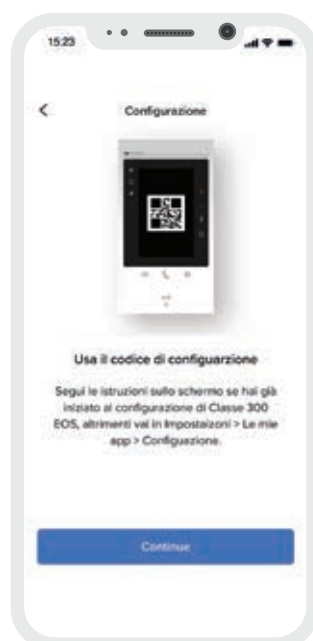 15:23
Configurazione
Usa il codice di configuarzione
Segui le istruzioni sullo schermo se hai già
iniziato al configurazione di Classe 300
EOS, altrimenti vai in Impostaizoni > Le mie
app > Configuazione.
Continue